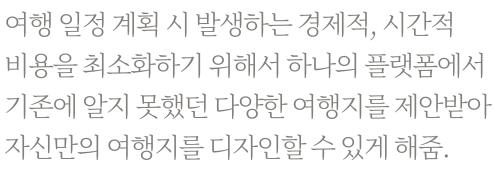 여행 일정 계획 시 발생하는 경제적, 시간적
비용을 최소화하기 위해서 하나의 플랫폼에서
기존에 알지 못했던 다양한 여행지를 제안받아
자신만의 여행지를 디자인할 수 있게 해줌.